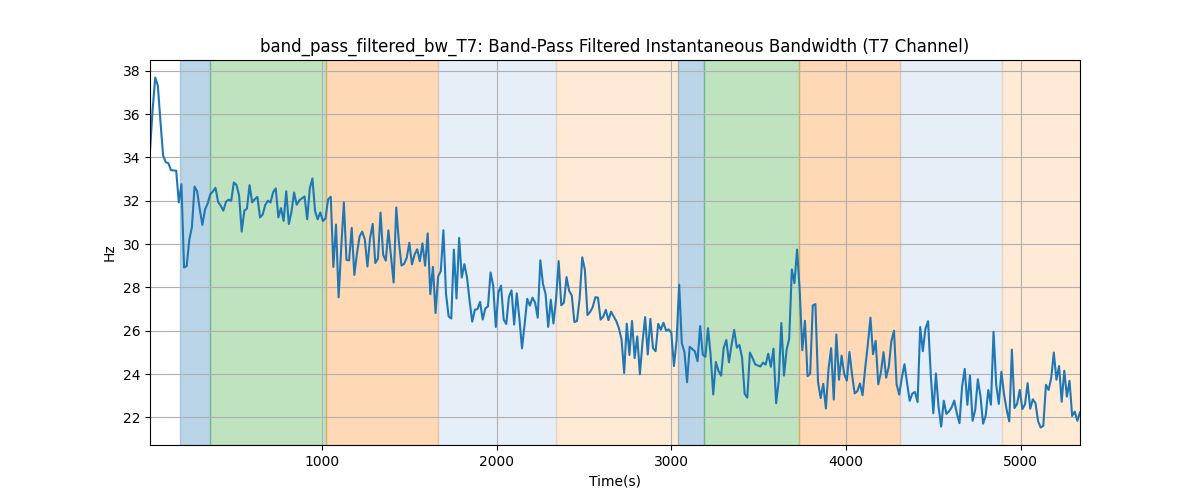 band_pass_filtered_bw_T7: Band-Pass Filtered Instantaneous Bandwidth (T7 Channel)
38
36
34
32
30
28
26
24
22
Hz
1000 2000 3000 4000 5000
Time(s)